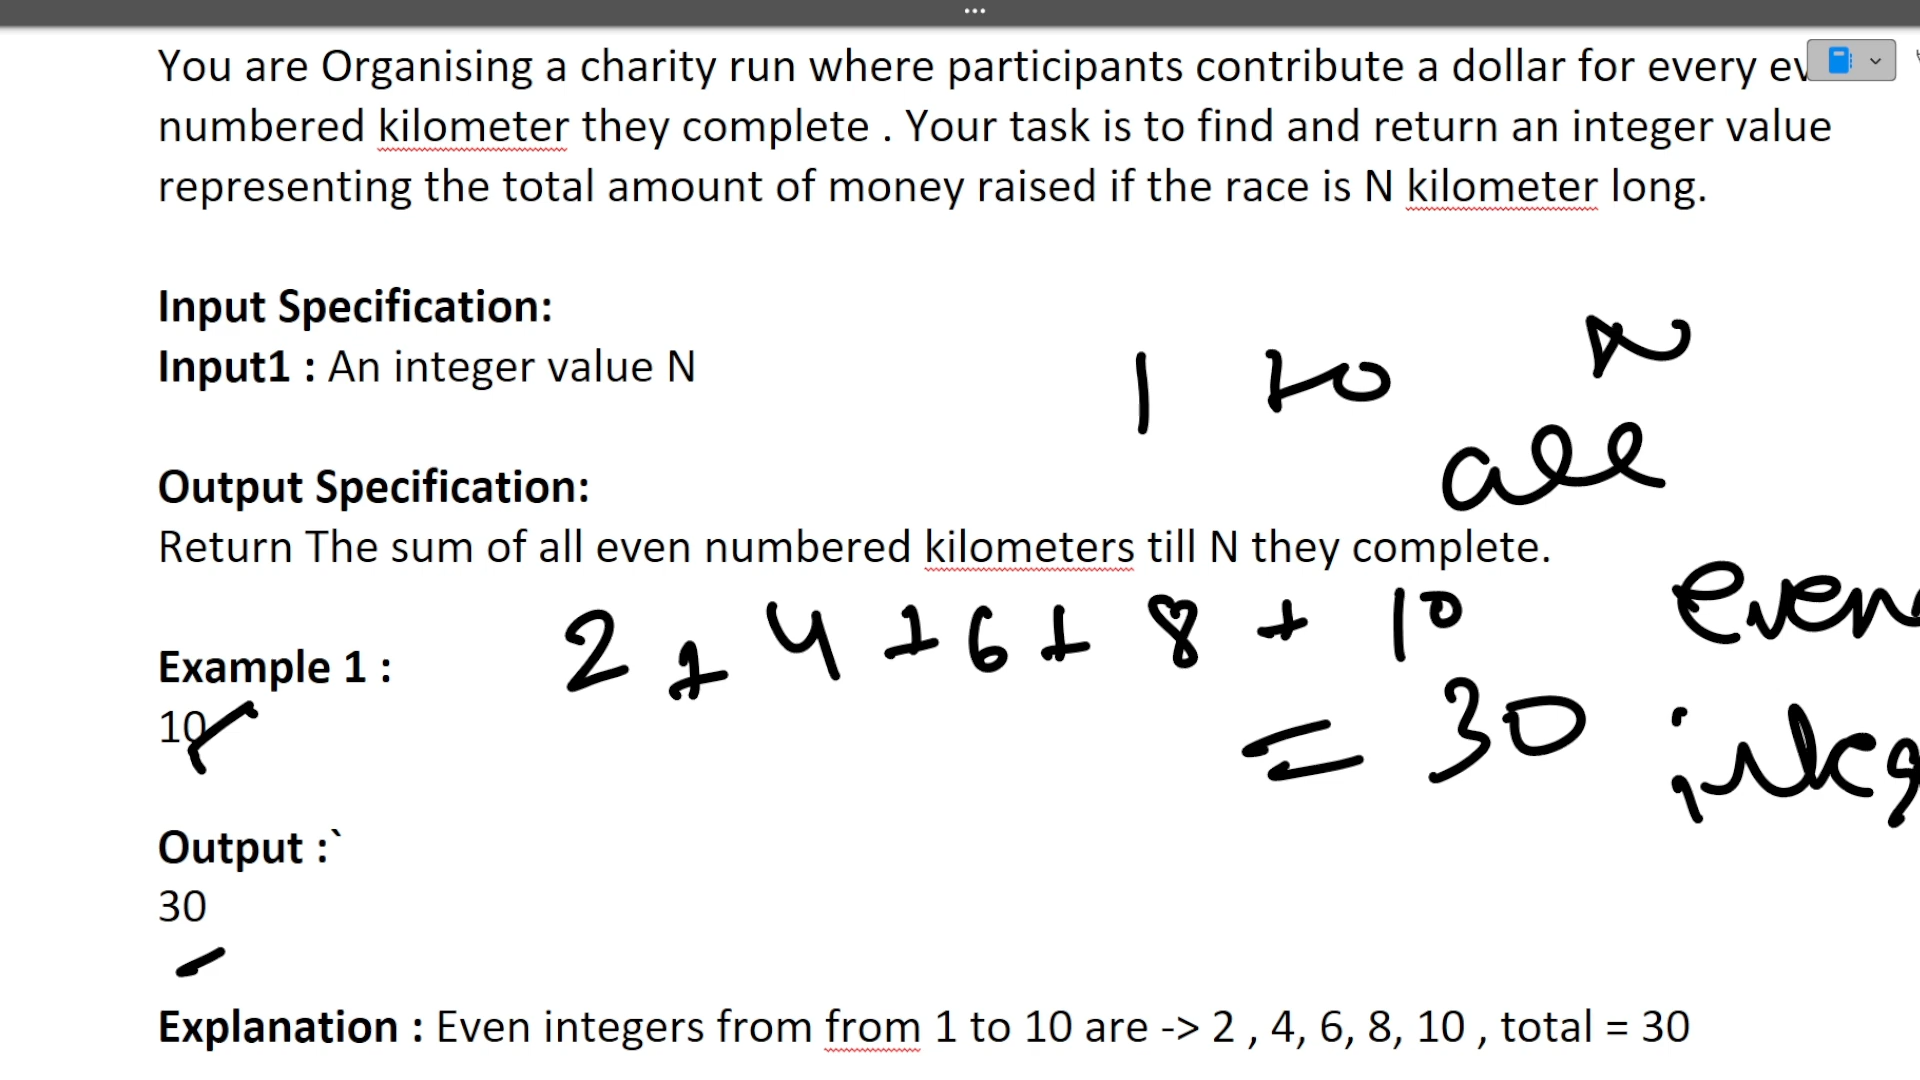 You are Organising a charity run where participants contribute a dollar for every ev
numbered kilometer they complete . Your task is to find and return an integer value
representing the total amount of money raised if the race is N kilometer long.
Input Specification:
Input1 : An integer value N
1 to N
all
Output Specification:
Return The sum of all even numbered kilometers till N they complete.
even
2 + 4 + 6 + 8 + 10
Example 1 :
10
= 30
Output :`
30
Explanation : Even integers from from 1 to 10 are -> 2 , 4, 6, 8, 10 , total = 30